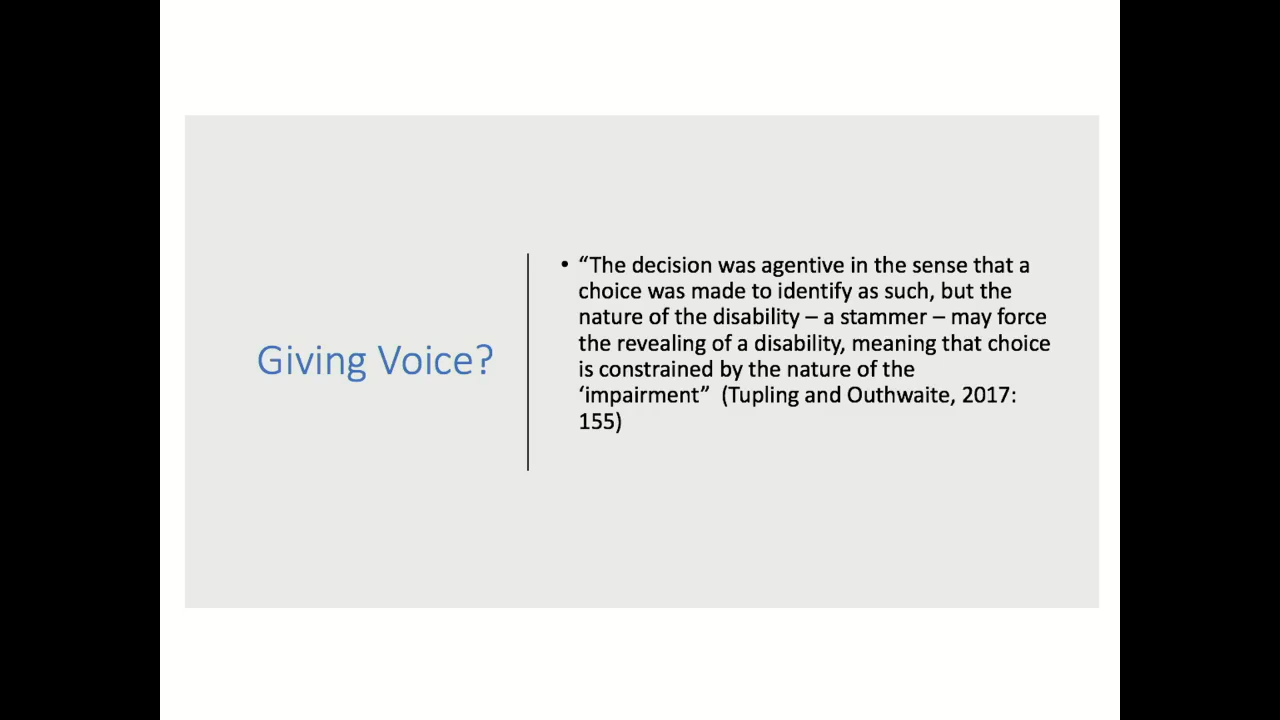 Giving Voice?
• “The decision was agentive in the sense that a
choice was made to identify as such, but the
nature of the disability – a stammer – may force
the revealing of a disability, meaning that choice
is constrained by the nature of the
‘impairment”  (Tupling and Outhwaite, 2017:
155)